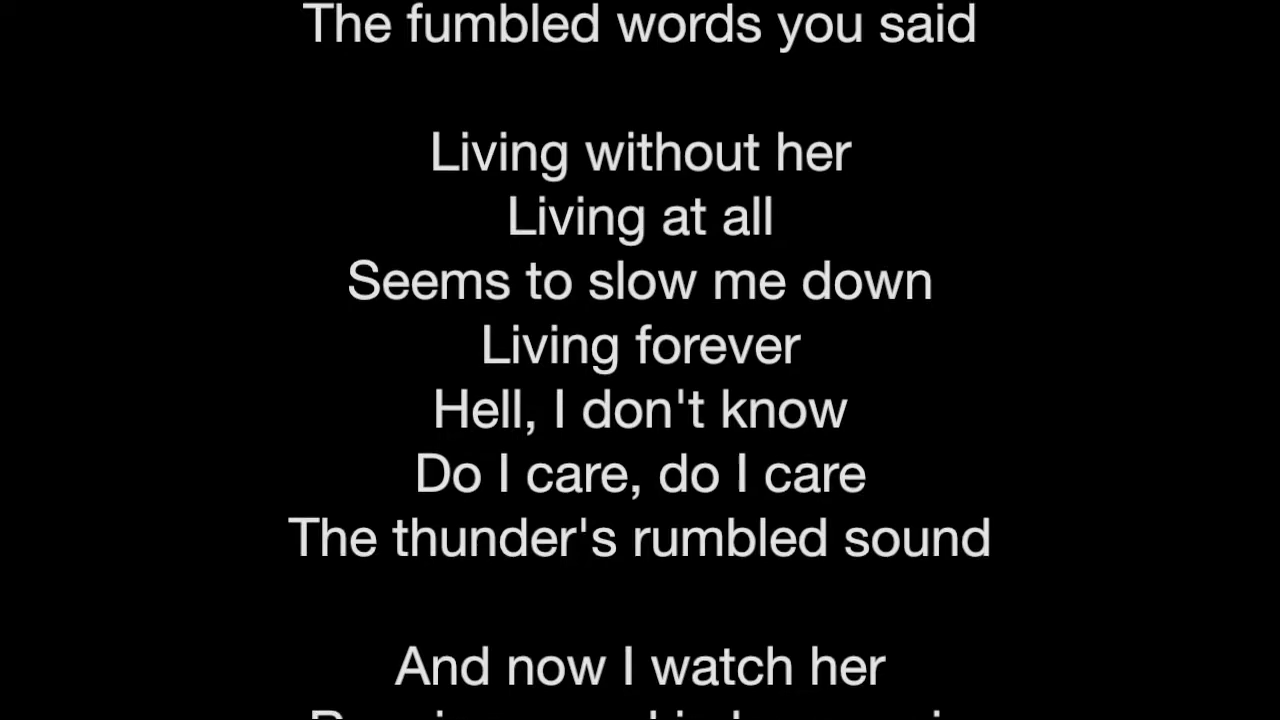 The fumbled words you said
Living without her
Living at all
Seems to slow me down
Living forever
Hell, I don't know
Do I care, do I care
The thunder's rumbled sound
And now I watch her